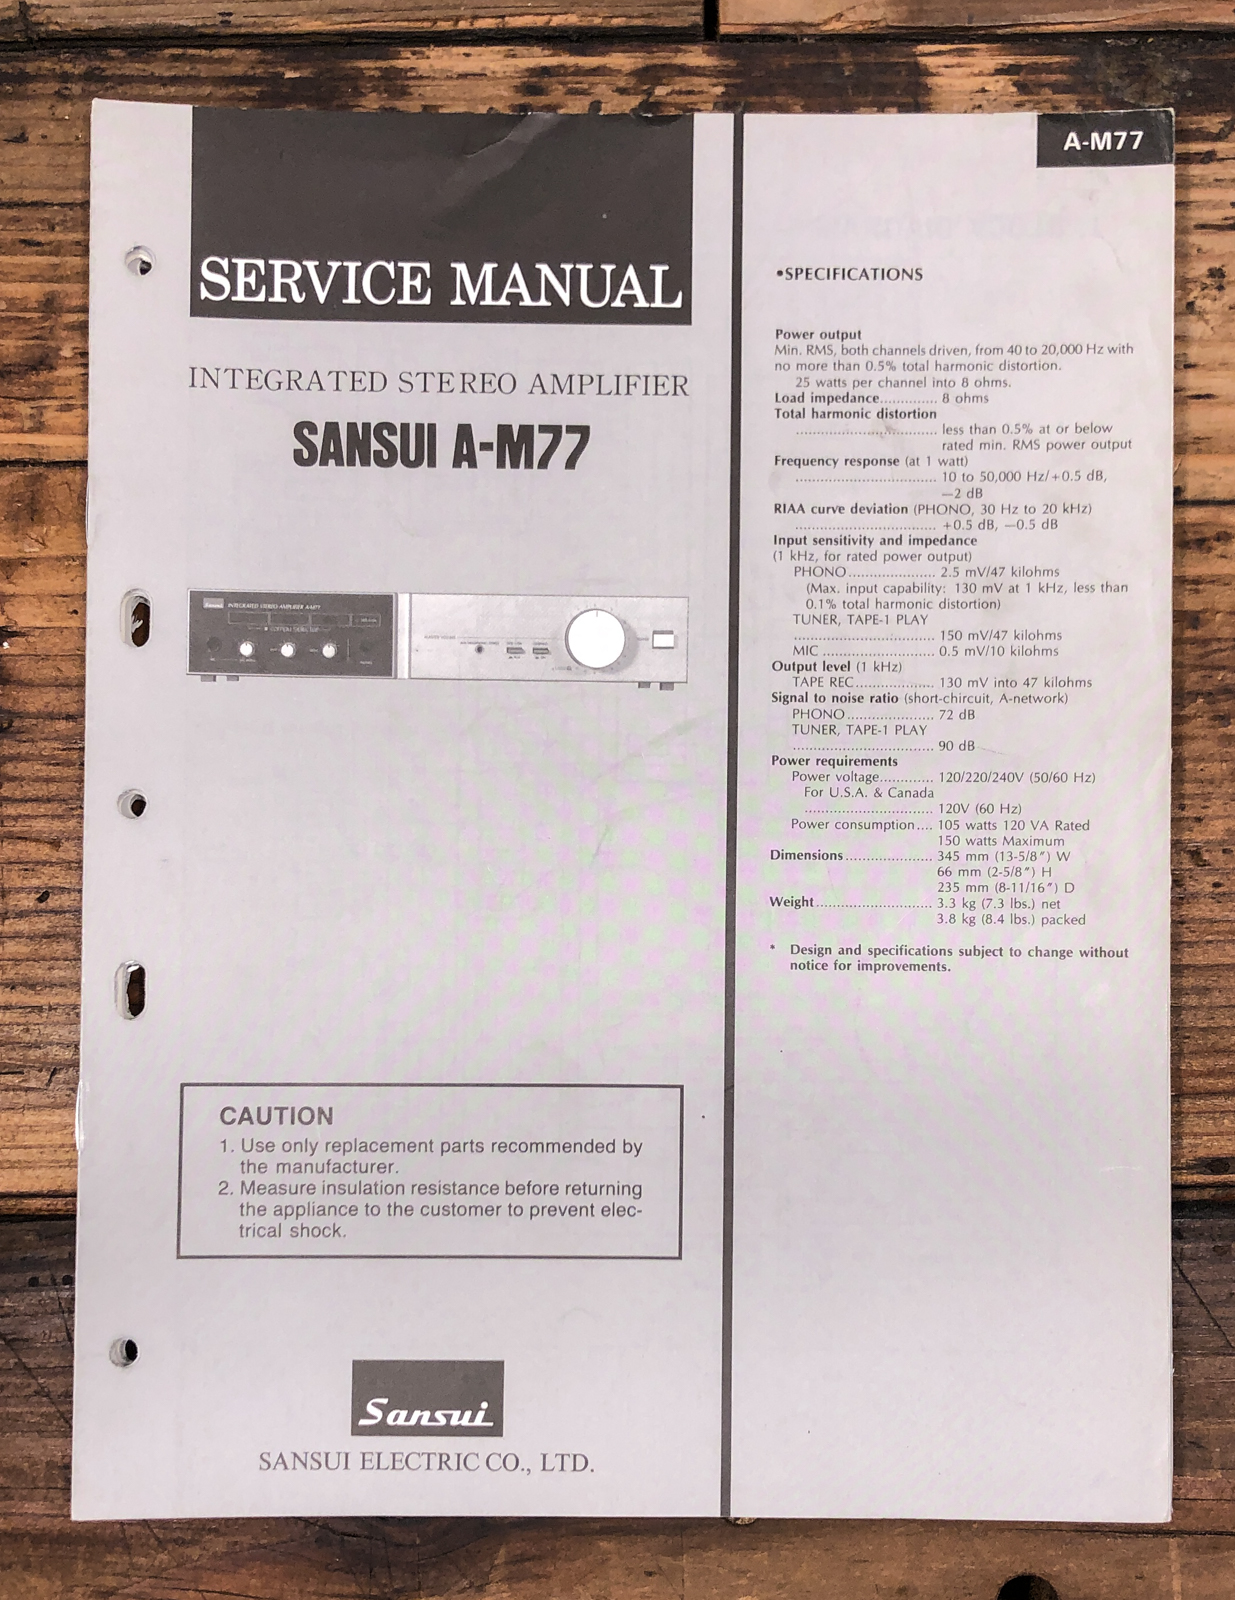 SERVICE MANUAL
INTEGRATED STEREO AMPLIFIER
SANSUI A-M77
Sansui
INTEGRATED STEREO AMPLIFIER A-M77
CAUTION
1. Use only replacement parts recommended by
the manufacturer.
2. Measure insulation resistance before returning
the appliance to the customer to prevent elec-
trical shock.
Sansui
SANSUI ELECTRIC CO., LTD.
A-M77
•SPECIFICATIONS
Power output
Min. RMS, both channels driven, from 40 to 20,000 Hz with
no more than 0.5% total harmonic distortion.
25 watts per channel into 8 ohms.
Load impedance.............. 8 ohms
Total harmonic distortion
.................................. less than 0.5% at or below
rated min. RMS power output
Frequency response (at 1 watt)
.................................. 10 to 50,000 Hz/+0.5 dB,
—2 dB
RIAA curve deviation (PHONO, 30 Hz to 20 kHz)
.................................. +0.5 dB, —0.5 dB
Input sensitivity and impedance
(1 kHz, for rated power output)
PHONO..................... 2.5 mV/47 kilohms
(Max. input capability: 130 mV at 1 kHz, less than
0.1% total harmonic distortion)
TUNER, TAPE-1 PLAY
.................................. 150 mV/47 kilohms
MIC ........................... 0.5 mV/10 kilohms
Output level (1 kHz)
TAPE REC................... 130 mV into 47 kilohms
Signal to noise ratio (short-chircuit, A-network)
PHONO..................... 72 dB
TUNER, TAPE-1 PLAY
.................................. 90 dB
Power requirements
Power voltage............. 120/220/240V (50/60 Hz)
For U.S.A. & Canada
............................... 120V (60 Hz)
Power consumption.... 105 watts 120 VA Rated
150 watts Maximum
Dimensions..................... 345 mm (13-5/8″) W
66 mm (2-5/8″) H
235 mm (8-11/16″) D
Weight............................ 3.3 kg (7.3 lbs.) net
3.8 kg (8.4 lbs.) packed
* Design and specifications subject to change without
notice for improvements.